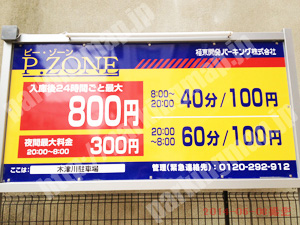 ピー・ゾーン
P.ZONE
極東開発パーキング株式会社
入庫後24時間ごと最大
800円
夜間最大料金
20:00~8:00
300円
8:00~
20:00
40分/100円
20:00
~8:00
60分/100円
ここは:
木津川駐車場
管理(緊急連絡先):0120-292-912